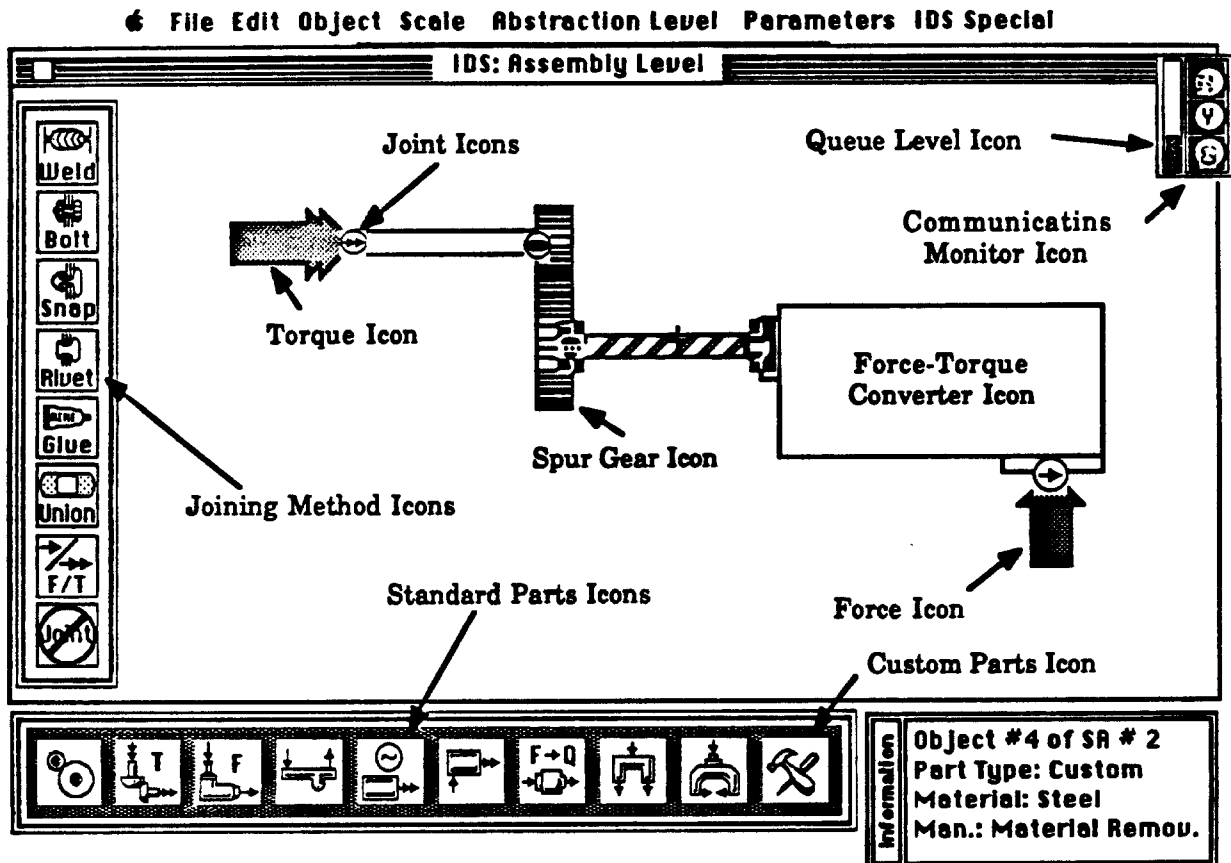 File Edit Object Scale Abstraction Level Parameters IDS Special
IDS: Assembly Level
R
Y
G
Queue Level Icon
Communicatins
Monitor Icon
Joint Icons
Torque Icon
Spur Gear Icon
Force-Torque
Converter Icon
Force Icon
Joining Method Icons
Weld
Bolt
Snap
Rivet
Glue
Union
F/T
Joint
Standard Parts Icons
Custom Parts Icon
T
F
~
F→Q
Information
Object #4 of SA # 2
Part Type: Custom
Material: Steel
Man.: Material Remov.